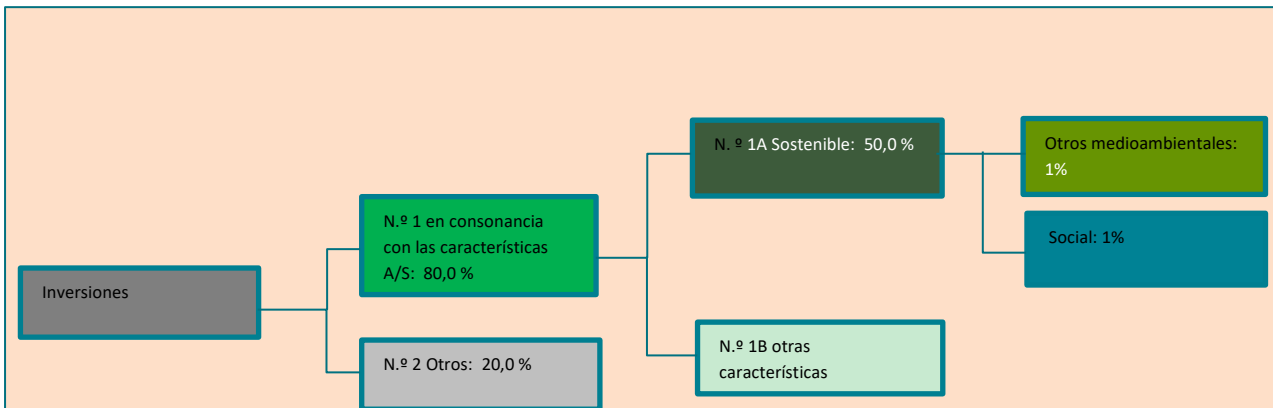 Inversiones
N.º 1 en consonancia
con las características
A/S: 80,0 %
N.º 2 Otros: 20,0 %
N. º 1A Sostenible: 50,0 %
N.º 1B otras
características
Otros medioambientales:
1%
Social: 1%